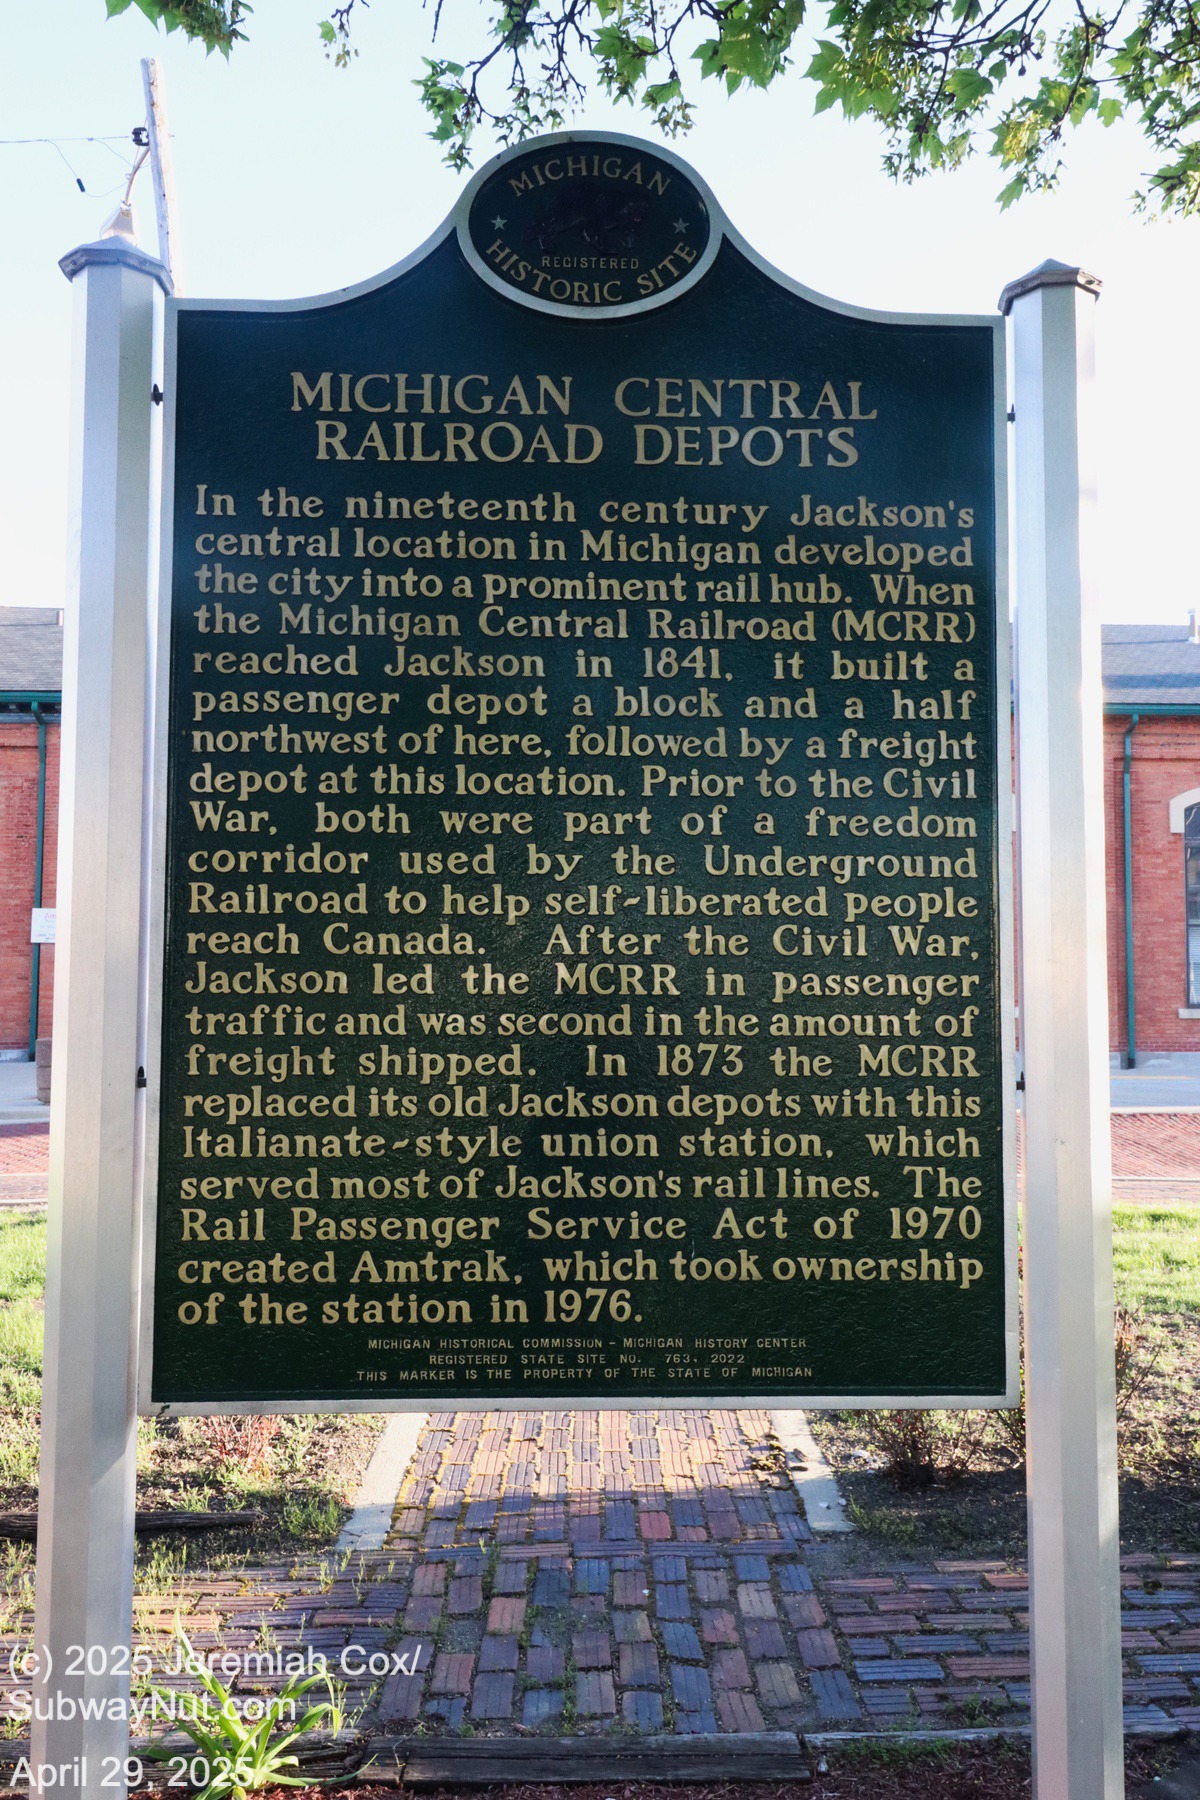 MICHIGAN
REGISTERED
HISTORIC SITE
MICHIGAN CENTRAL
RAILROAD DEPOTS
In the nineteenth century Jackson's
central location in Michigan developed
the city into a prominent rail hub. When
the Michigan Central Railroad (MCRR)
reached Jackson in 1841, it built a
passenger depot a block and a half
northwest of here, followed by a freight
depot at this location. Prior to the Civil
War, both were part of a freedom
corridor used by the Underground
Railroad to help self-liberated people
reach Canada. After the Civil War,
Jackson led the MCRR in passenger
traffic and was second in the amount of
freight shipped. In 1873 the MCRR
replaced its old Jackson depots with this
Italianate-style union station, which
served most of Jackson's rail lines. The
Rail Passenger Service Act of 1970
created Amtrak, which took ownership
of the station in 1976.
MICHIGAN HISTORICAL COMMISSION - MICHIGAN HISTORY CENTER
REGISTERED STATE SITE NO. 763, 2022
THIS MARKER IS THE PROPERTY OF THE STATE OF MICHIGAN
(c) 2025 Jeremiah Cox/
SubwayNut.com
April 29, 2025